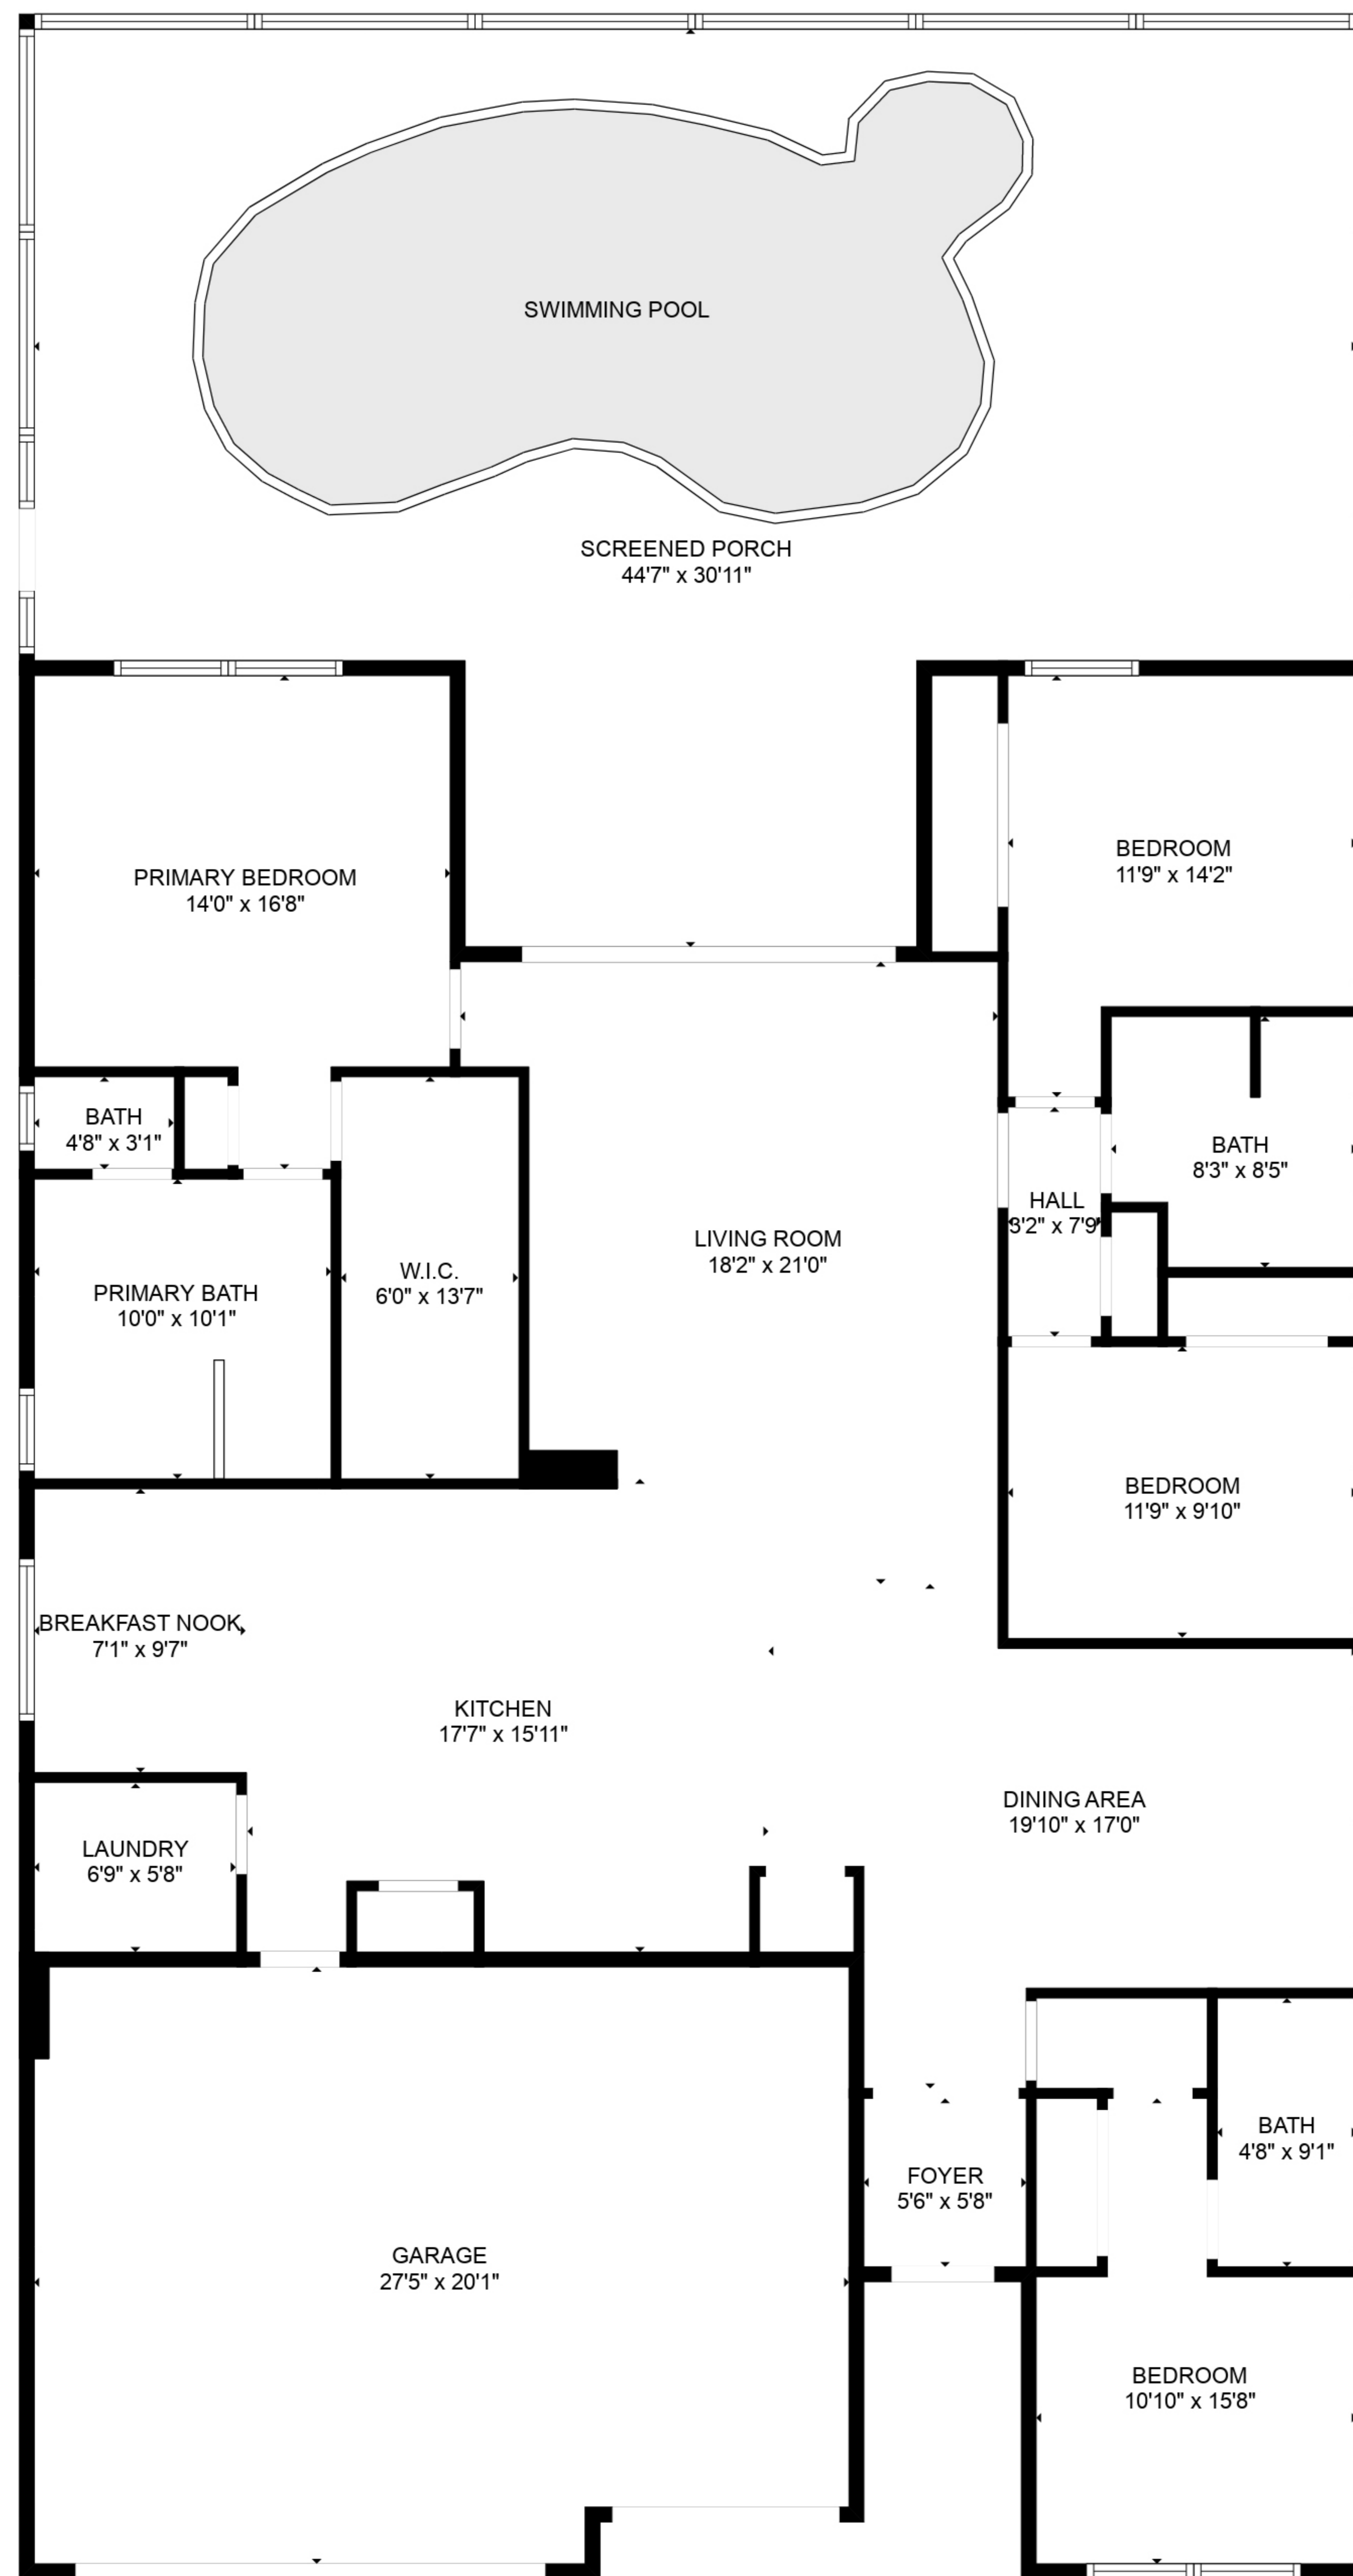 SWIMMING POOL
SCREENED PORCH
44'7" x 30'11"
PRIMARY BEDROOM
14'0" x 16'8"
BEDROOM
11'9" x 14'2"
BATH
4'8" x 3'1"
BATH
8'3" x 8'5"
HALL
3'2" x 7'9"
LIVING ROOM
18'2" x 21'0"
W.I.C.
6'0" x 13'7"
PRIMARY BATH
10'0" x 10'1"
BEDROOM
11'9" x 9'10"
BREAKFAST NOOK
7'1" x 9'7"
KITCHEN
17'7" x 15'11"
DINING AREA
19'10" x 17'0"
LAUNDRY
6'9" x 5'8"
BATH
4'8" x 9'1"
FOYER
5'6" x 5'8"
GARAGE
27'5" x 20'1"
BEDROOM
10'10" x 15'8"